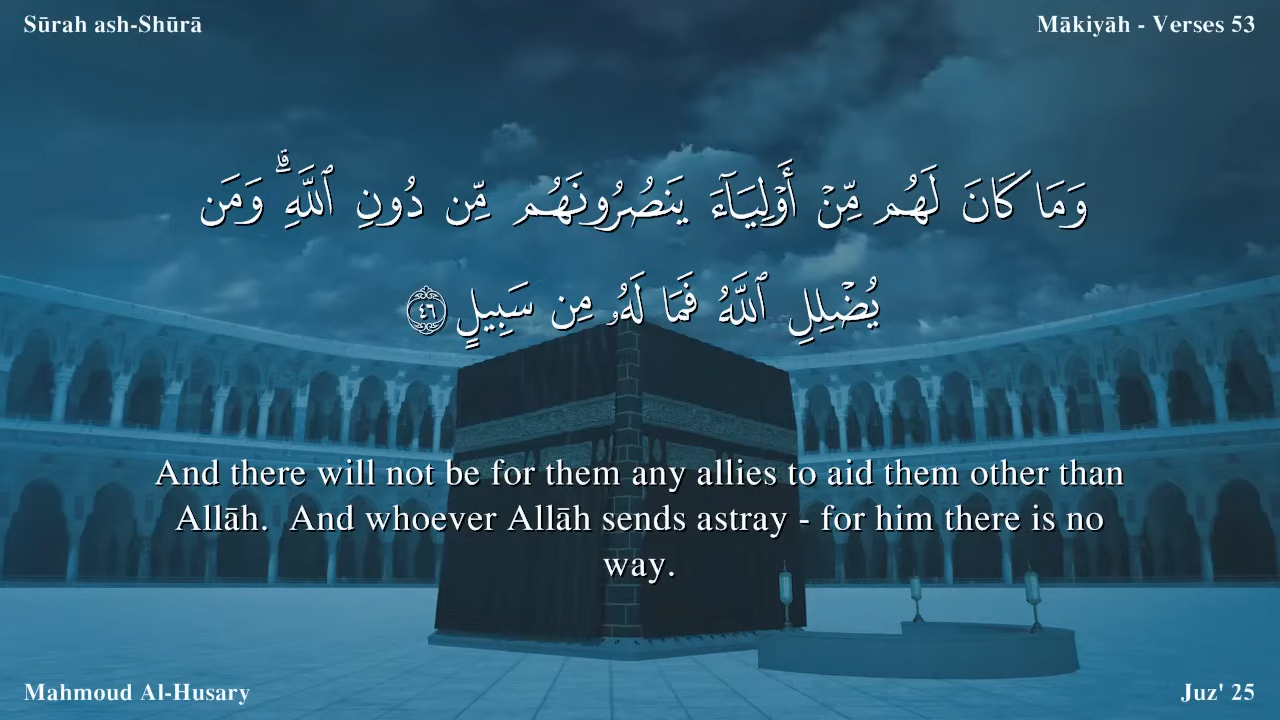 Sūrah ash-Shūrā
Mākiyāh - Verses 53
وَمَا كَانَ لَهُم مِّنْ أَوْلِيَآءَ يَنصُرُونَهُم مِّن دُونِ ٱللَّهِ ۗ وَمَن
يُضْلِلِ ٱللَّهُ فَمَا لَهُۥ مِن سَبِيلٍ ٤٦
And there will not be for them any allies to aid them other than
Allāh.  And whoever Allāh sends astray - for him there is no
way.
Mahmoud Al-Husary
Juz' 25